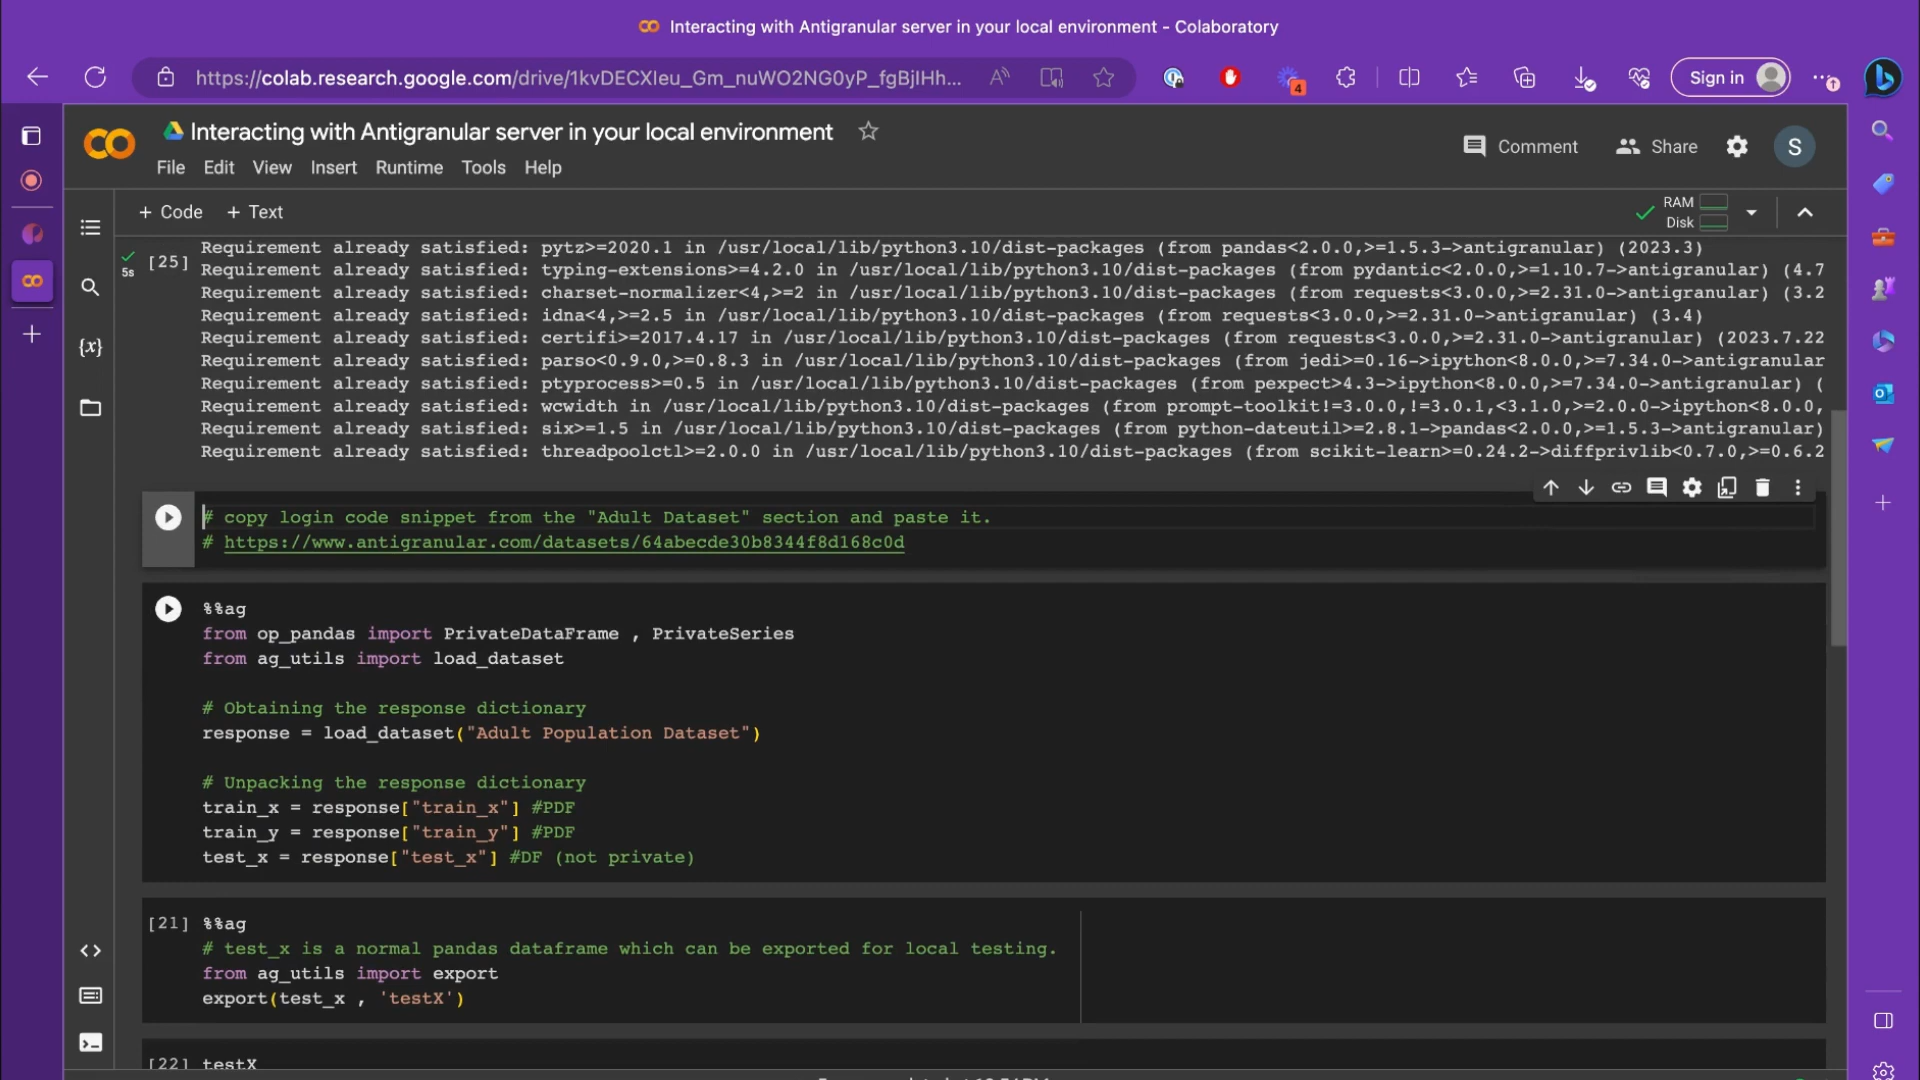 Interacting with Antigranular server in your local environment - Colaboratory
https://colab.research.google.com/drive/1kvDECXIeu_Gm_nuWO2NG0yP_fgBjIHh...
4
Sign in
Interacting with Antigranular server in your local environment
File Edit View Insert Runtime Tools Help
Comment Share S
+ Code + Text
RAM
Disk
5s
[25]
Requirement already satisfied: pytz>=2020.1 in /usr/local/lib/python3.10/dist-packages (from pandas<2.0.0,>=1.5.3->antigranular) (2023.3)
Requirement already satisfied: typing-extensions>=4.2.0 in /usr/local/lib/python3.10/dist-packages (from pydantic<2.0.0,>=1.10.7->antigranular) (4.7
Requirement already satisfied: charset-normalizer<4,>=2 in /usr/local/lib/python3.10/dist-packages (from requests<3.0.0,>=2.31.0->antigranular) (3.2
Requirement already satisfied: idna<4,>=2.5 in /usr/local/lib/python3.10/dist-packages (from requests<3.0.0,>=2.31.0->antigranular) (3.4)
Requirement already satisfied: certifi>=2017.4.17 in /usr/local/lib/python3.10/dist-packages (from requests<3.0.0,>=2.31.0->antigranular) (2023.7.22
Requirement already satisfied: parso<0.9.0,>=0.8.3 in /usr/local/lib/python3.10/dist-packages (from jedi>=0.16->ipython<8.0.0,>=7.34.0->antigranular
Requirement already satisfied: ptyprocess>=0.5 in /usr/local/lib/python3.10/dist-packages (from pexpect>4.3->ipython<8.0.0,>=7.34.0->antigranular) (
Requirement already satisfied: wcwidth in /usr/local/lib/python3.10/dist-packages (from prompt-toolkit!=3.0.0,!=3.0.1,<3.1.0,>=2.0.0->ipython<8.0.0,
Requirement already satisfied: six>=1.5 in /usr/local/lib/python3.10/dist-packages (from python-dateutil>=2.8.1->pandas<2.0.0,>=1.5.3->antigranular)
Requirement already satisfied: threadpoolctl>=2.0.0 in /usr/local/lib/python3.10/dist-packages (from scikit-learn>=0.24.2->diffprivlib<0.7.0,>=0.6.2
# copy login code snippet from the "Adult Dataset" section and paste it.
# https://www.antigranular.com/datasets/64abecde30b8344f8d168c0d
%%ag
from op_pandas import PrivateDataFrame , PrivateSeries
from ag_utils import load_dataset
# Obtaining the response dictionary
response = load_dataset("Adult Population Dataset")
# Unpacking the response dictionary
train_x = response["train_x"] #PDF
train_y = response["train_y"] #PDF
test_x = response["test_x"] #DF (not private)
[21] %%ag
# test_x is a normal pandas dataframe which can be exported for local testing.
from ag_utils import export
export(test_x , 'testX')
[22] testX